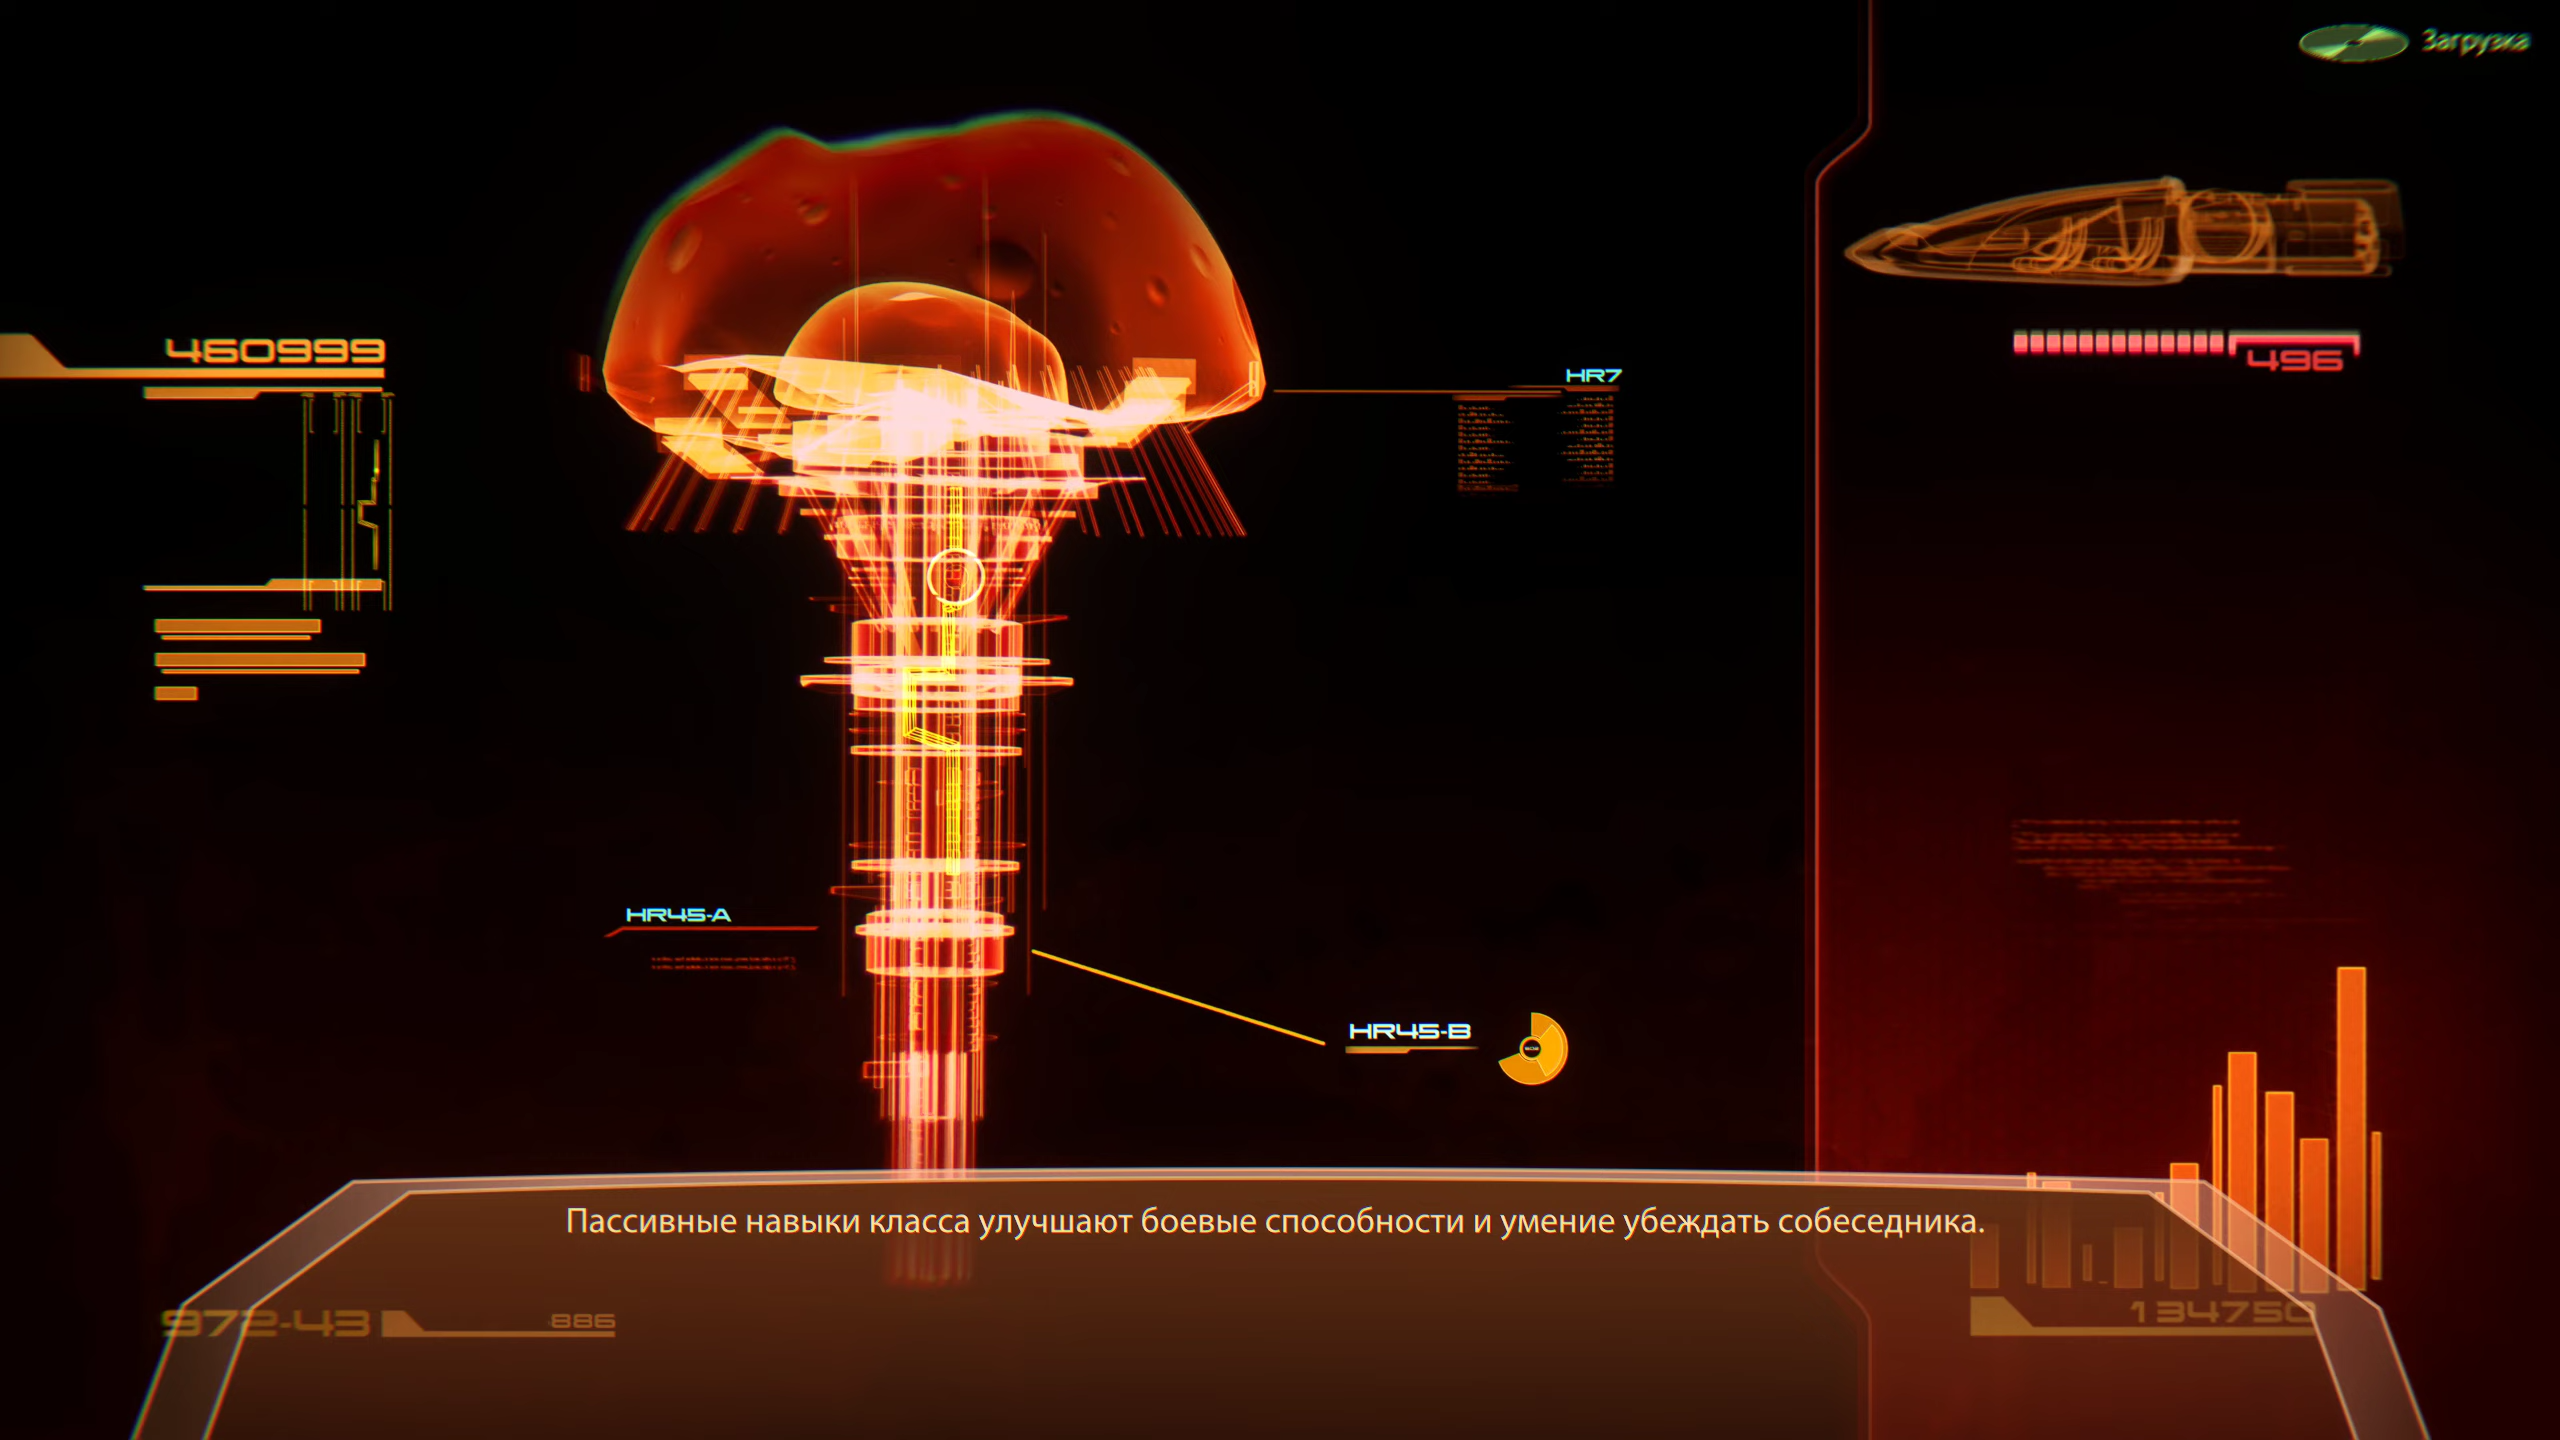 Загрузка
460999
496
HR7
HR45-A
HR45-B
Пассивные навыки класса улучшают боевые способности и умение убеждать собеседника.
972-43
886
134750